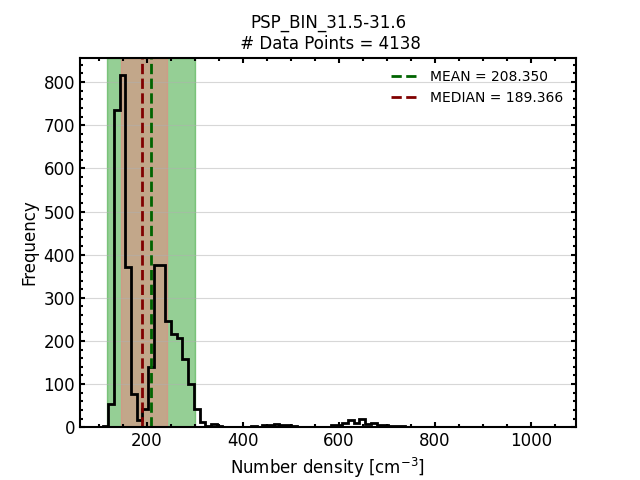 PSP_BIN_31.5-31.6
# Data Points = 4138
MEAN = 208.350
MEDIAN = 189.366
800
700
600
500
400
300
200
100
0
Frequency
200 400 600 800 1000
Number density [cm⁻³]